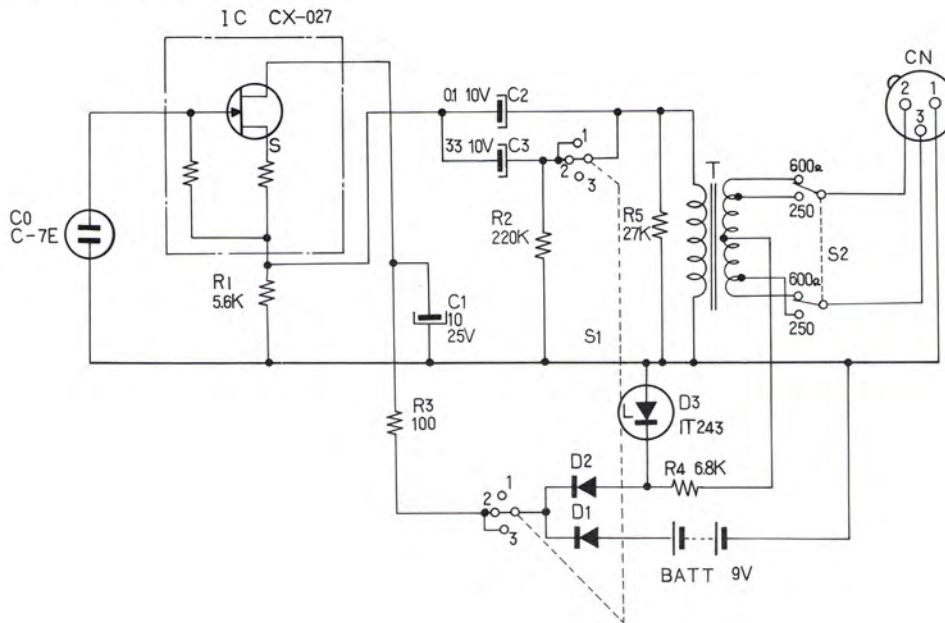 IC CX-027
S
C0
C-7E
R1
5.6K
0.1 10V C2
33 10V C3
1
2
3
R2
220K
R5
27K
T
600Ω
250
600Ω
250
S2
CN
2 1
3
C1
10
25V
S1
R3
100
L
D3
IT243
D2
R4 6.8K
D1
1
2
3
BATT 9V